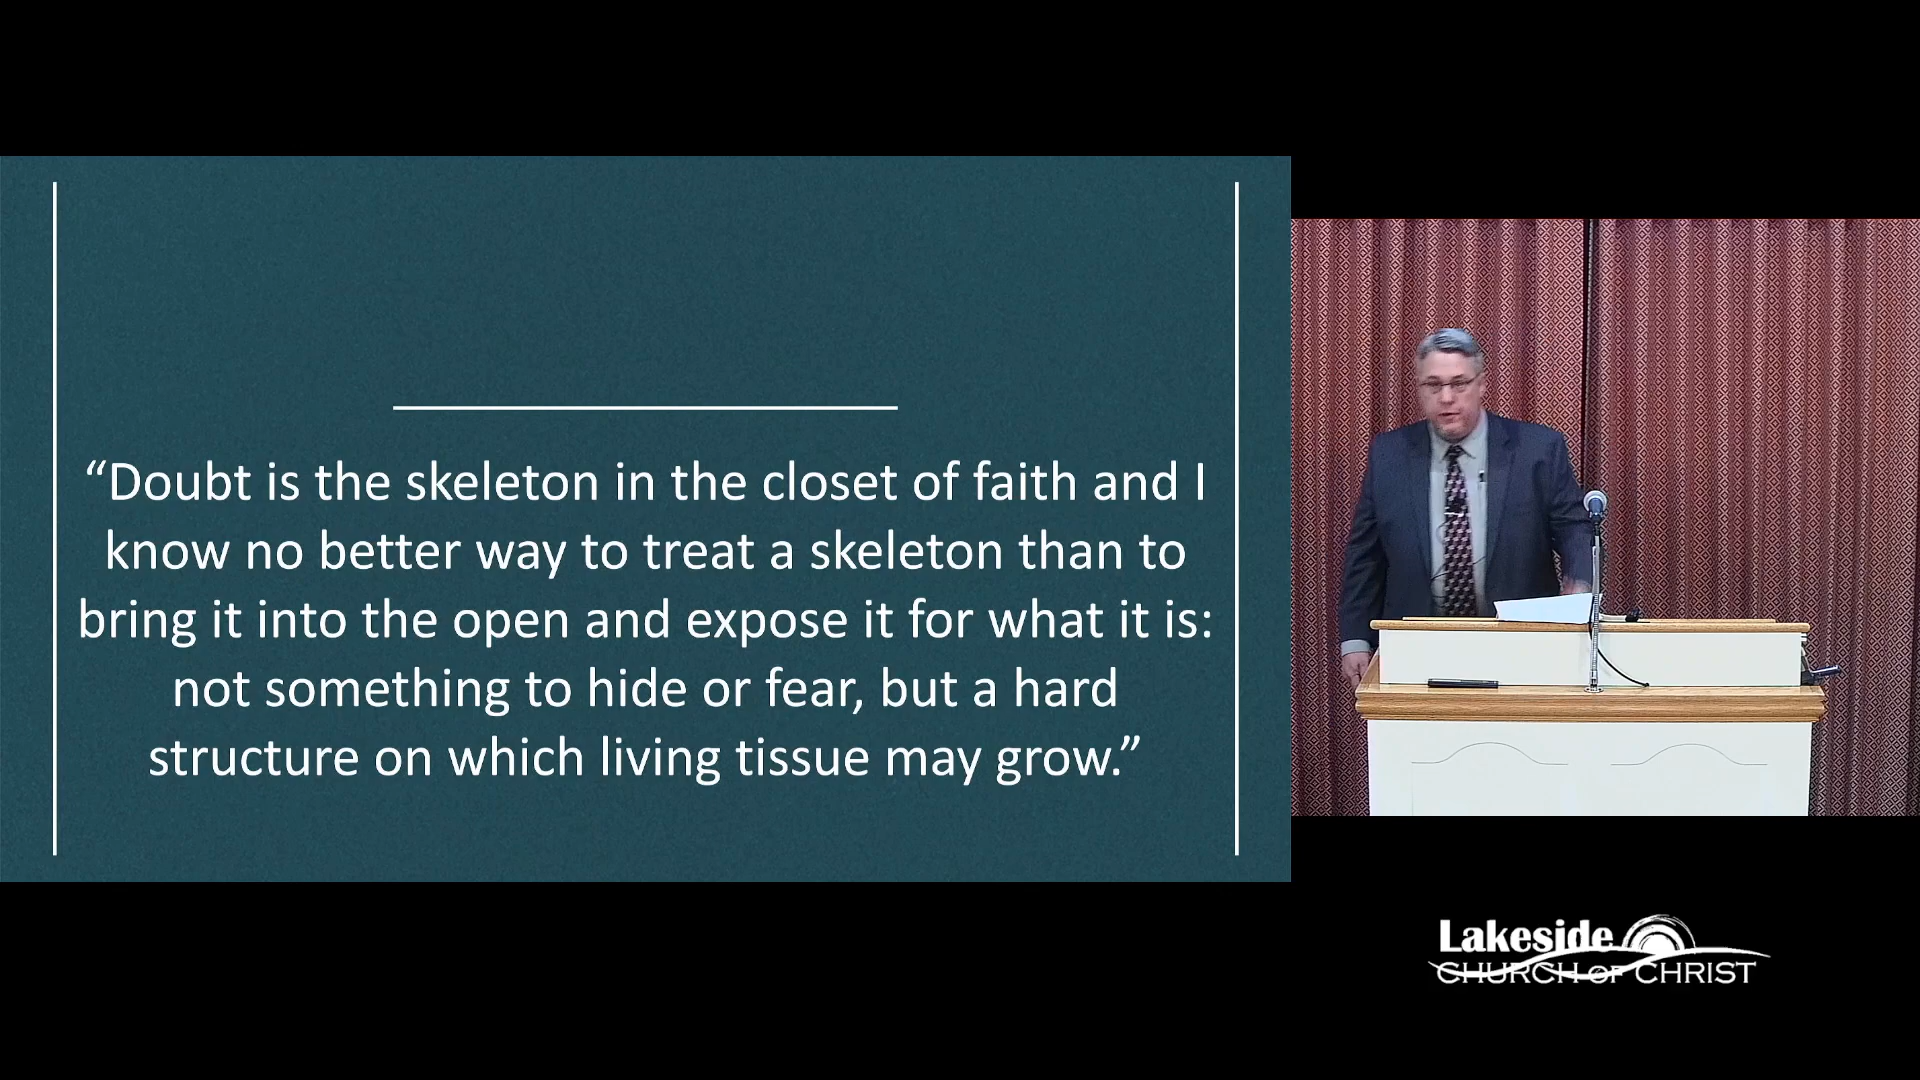 “Doubt is the skeleton in the closet of faith and I
know no better way to treat a skeleton than to
bring it into the open and expose it for what it is:
not something to hide or fear, but a hard
structure on which living tissue may grow.”
Lakeside
CHURCH OF CHRIST